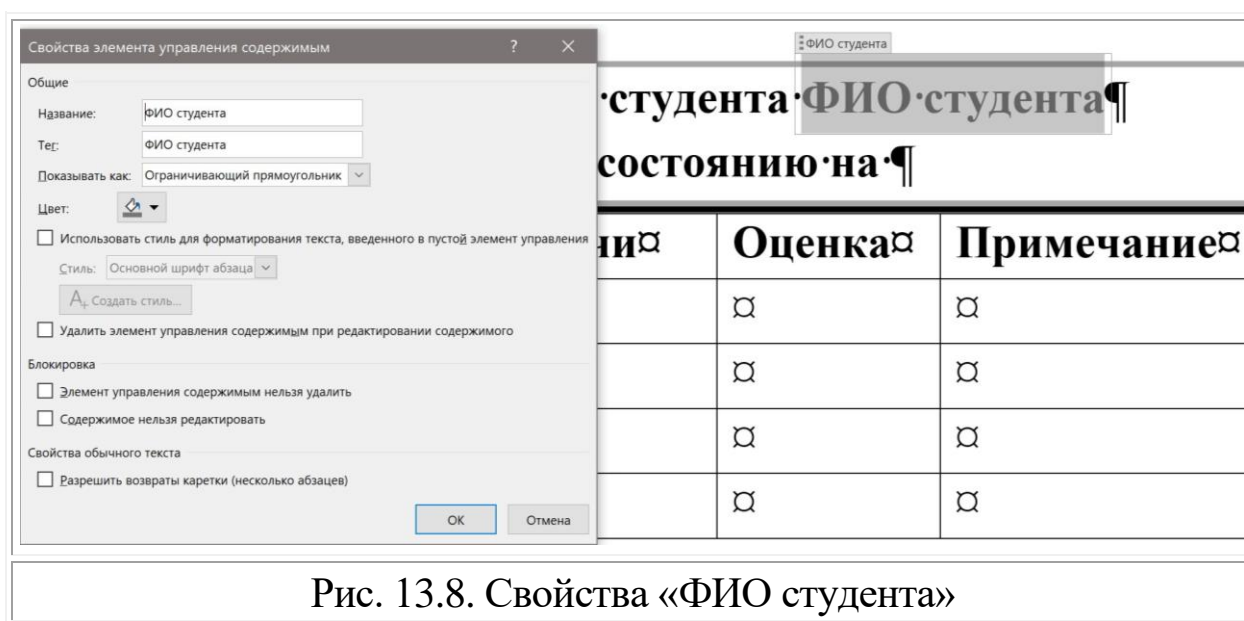 Свойства элемента управления содержимым ? ×
Общие
Название: ФИО студента
Тег: ФИО студента
Показывать как: Ограничивающий прямоугольник
Цвет:
Использовать стиль для форматирования текста, введенного в пустой элемент управления
Стиль: Основной шрифт абзаца
A+ Создать стиль...
Удалить элемент управления содержимым при редактировании содержимого
Блокировка
Элемент управления содержимым нельзя удалить
Содержимое нельзя редактировать
Свойства обычного текста
Разрешить возвраты каретки (несколько абзацев)
ОК Отмена
ФИО студента
·студента·ФИО·студента¶
состоянию·на·¶
ни¤ Оценка¤ Примечание¤
¤ ¤
¤ ¤
¤ ¤
¤ ¤
Рис. 13.8. Свойства «ФИО студента»